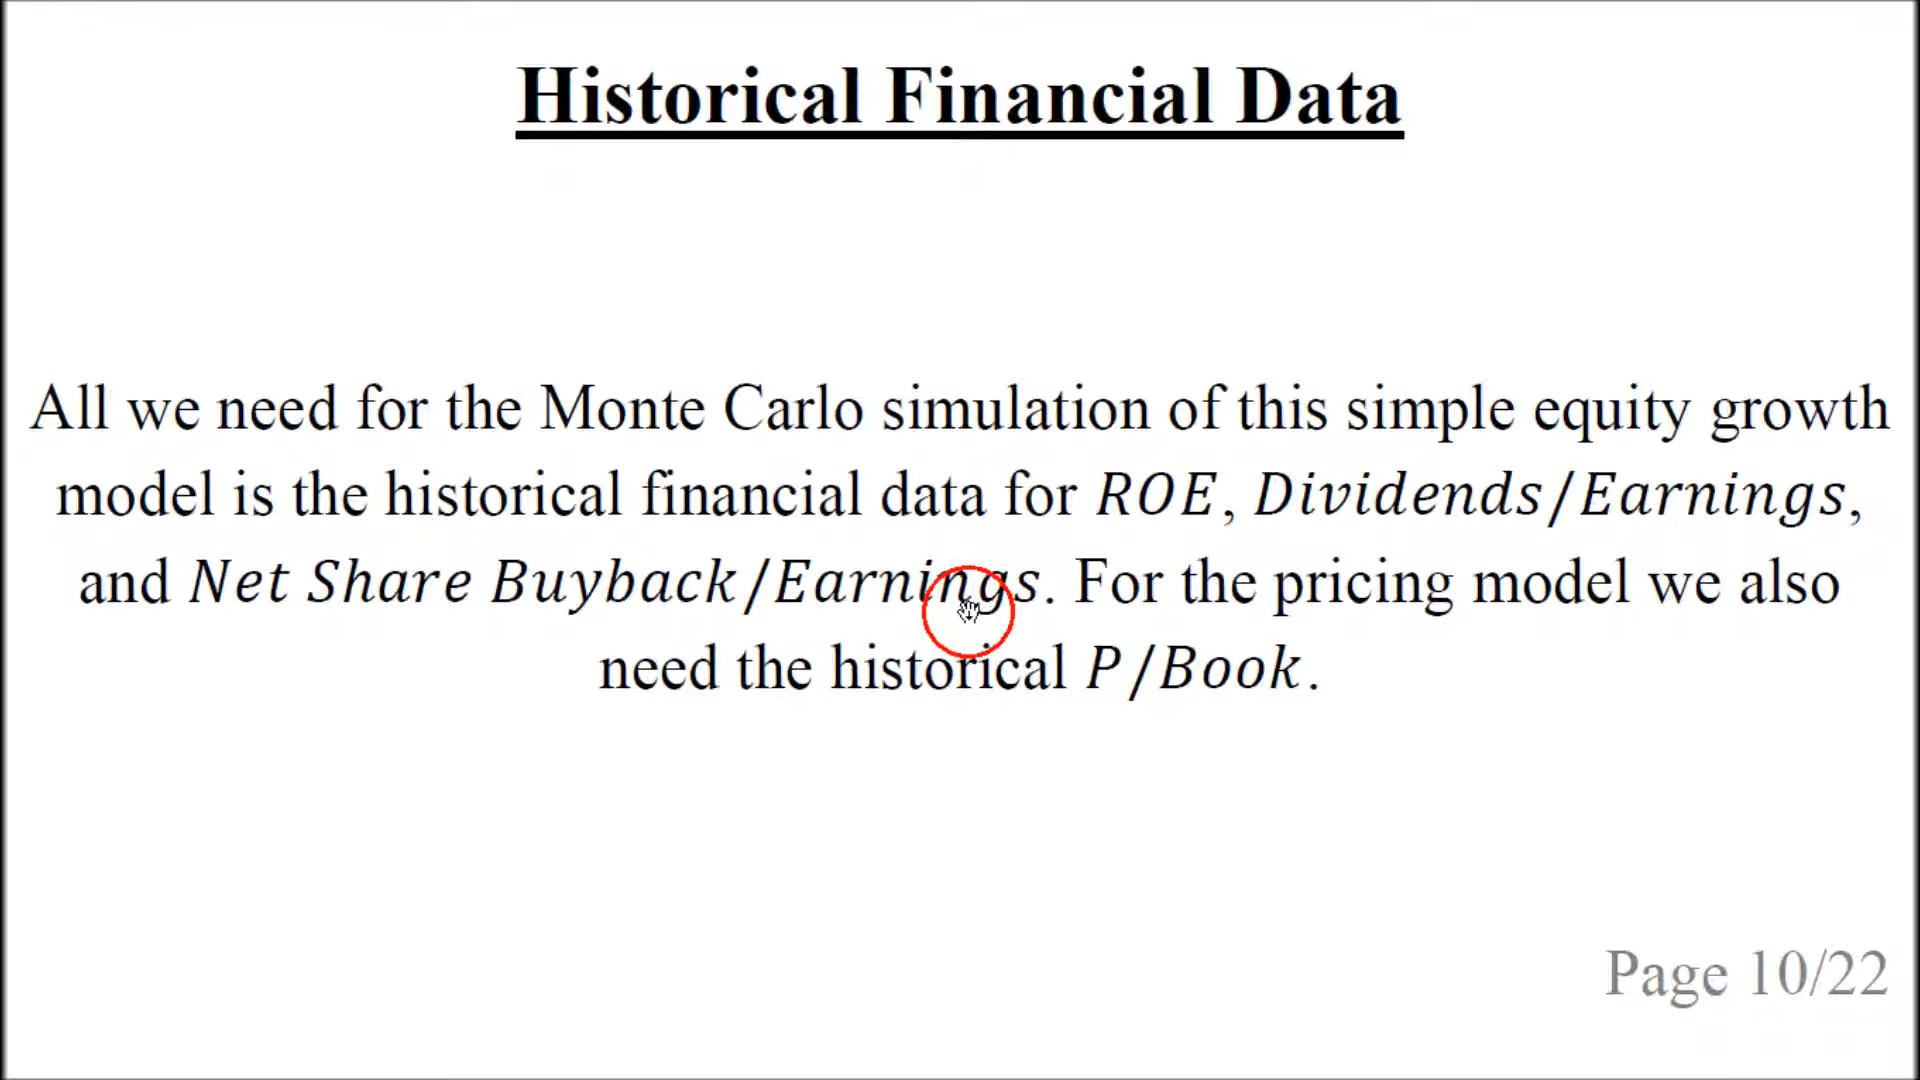 Historical Financial Data
All we need for the Monte Carlo simulation of this simple equity growth
model is the historical financial data for ROE, Dividends/Earnings,
and Net Share Buyback/Earnings. For the pricing model we also
need the historical P/Book.
Page 10/22